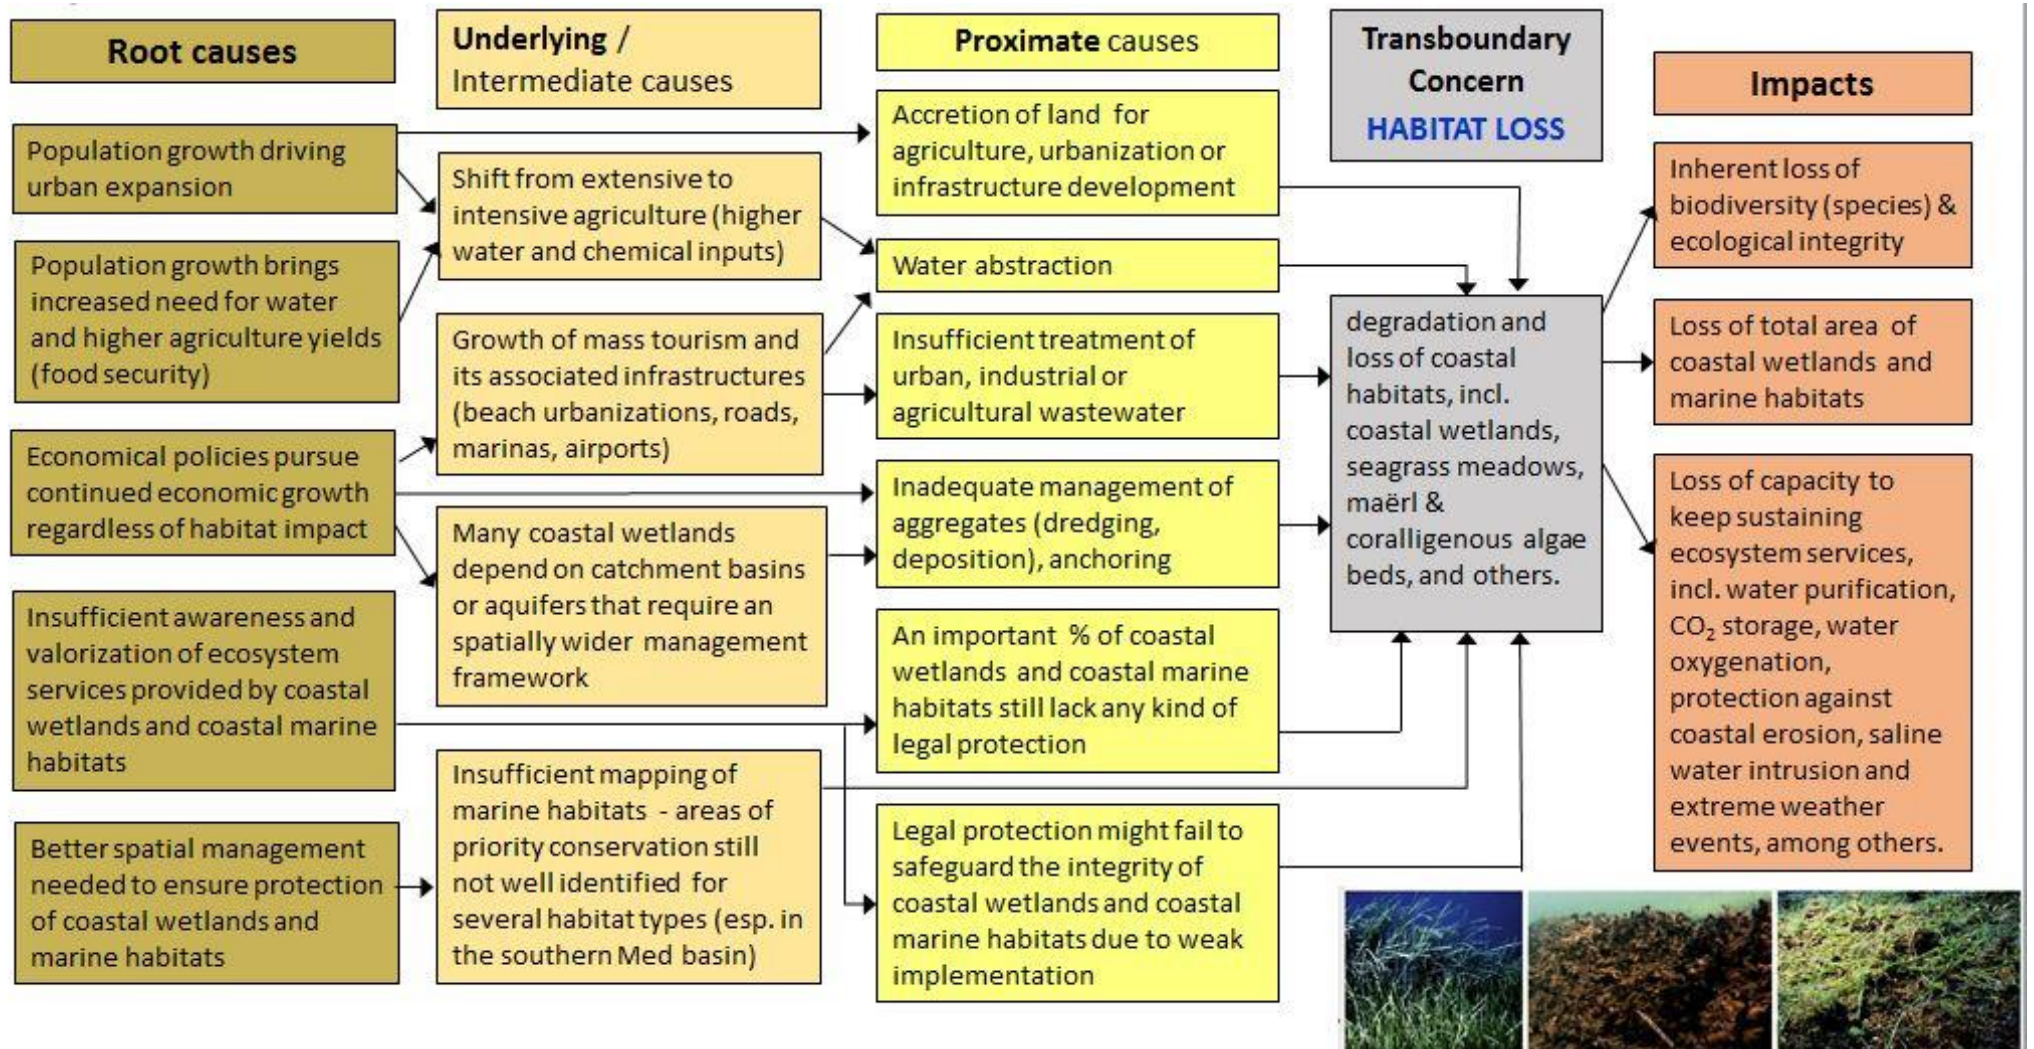 Root causes
Population growth driving
urban expansion
Population growth brings
increased need for water
and higher agriculture yields
(food security)
Economical policies pursue
continued economic growth
regardless of habitat impact
Insufficient awareness and
valorization of ecosystem
services provided by coastal
wetlands and coastal marine
habitats
Better spatial management
needed to ensure protection
of coastal wetlands and
marine habitats
Underlying /
Intermediate causes
Shift from extensive to
intensive agriculture (higher
water and chemical inputs)
Growth of mass tourism and
its associated infrastructures
(beach urbanizations, roads,
marinas, airports)
Many coastal wetlands
depend on catchment basins
or aquifers that require an
spatially wider management
framework
Insufficient mapping of
marine habitats - areas of
priority conservation still
not well identified for
several habitat types (esp. in
the southern Med basin)
Proximate causes
Accretion of land for
agriculture, urbanization or
infrastructure development
Water abstraction
Insufficient treatment of
urban, industrial or
agricultural wastewater
Inadequate management of
aggregates (dredging,
deposition), anchoring
An important % of coastal
wetlands and coastal marine
habitats still lack any kind of
legal protection
Legal protection might fail to
safeguard the integrity of
coastal wetlands and coastal
marine habitats due to weak
implementation
Transboundary
Concern
HABITAT LOSS
degradation and
loss of coastal
habitats, incl.
coastal wetlands,
seagrass meadows,
maërl &
coralligenous algae
beds, and others.
Impacts
Inherent loss of
biodiversity (species) &
ecological integrity
Loss of total area of
coastal wetlands and
marine habitats
Loss of capacity to
keep sustaining
ecosystem services,
incl. water purification,
CO₂ storage, water
oxygenation,
protection against
coastal erosion, saline
water intrusion and
extreme weather
events, among others.